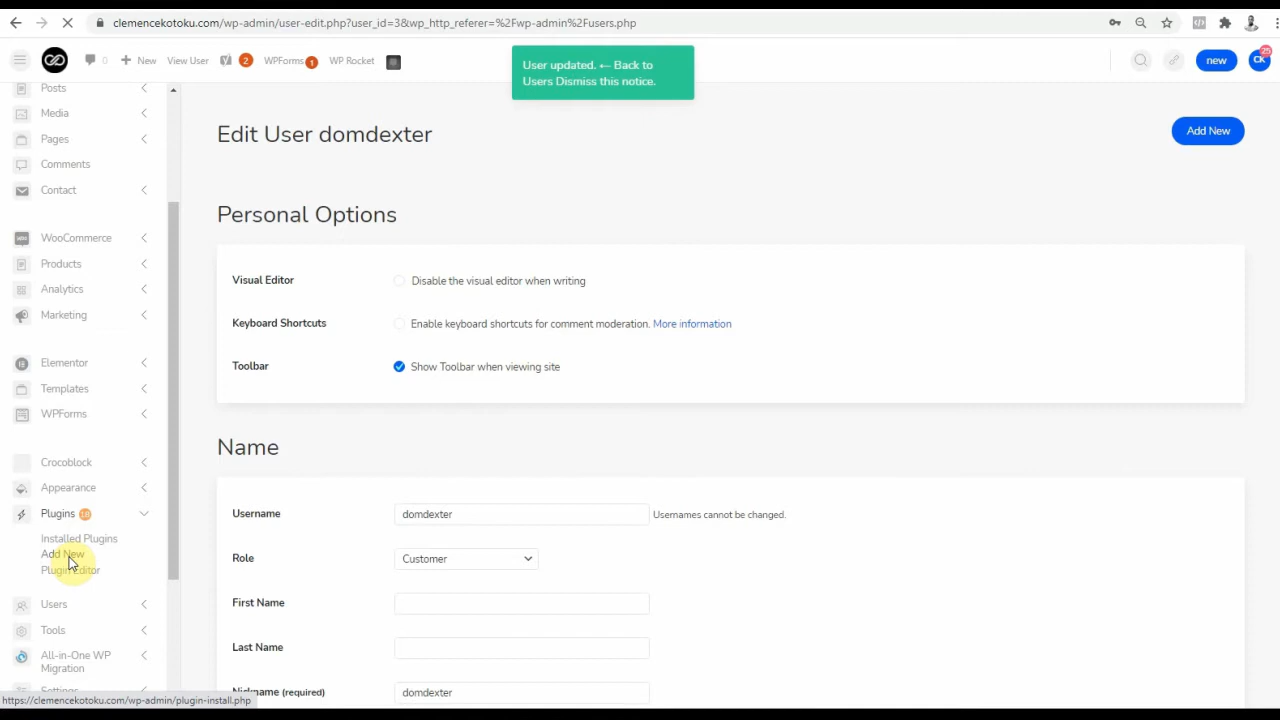 clemencekotoku.com/wp-admin/user-edit.php?user_id=3&wp_http_referer=%2Fwp-admin%2Fusers.php
0
New
View User
2
WPForms
1
WP Rocket
new
CK
25
User updated. ← Back to
Users Dismiss this notice.
Posts
Media
Pages
Comments
Contact
WooCommerce
Products
Analytics
Marketing
Elementor
Templates
WPForms
Crocoblock
Appearance
Plugins 18
Installed Plugins
Add New
Plugin Editor
Users
Tools
All-in-One WP
Migration
Settings
https://clemencekotoku.com/wp-admin/plugin-install.php
Edit User domdexter
Add New
Personal Options
Visual Editor
Disable the visual editor when writing
Keyboard Shortcuts
Enable keyboard shortcuts for comment moderation. More information
Toolbar
Show Toolbar when viewing site
Name
Username
domdexter
Usernames cannot be changed.
Role
Customer
First Name
Last Name
Nickname (required)
domdexter